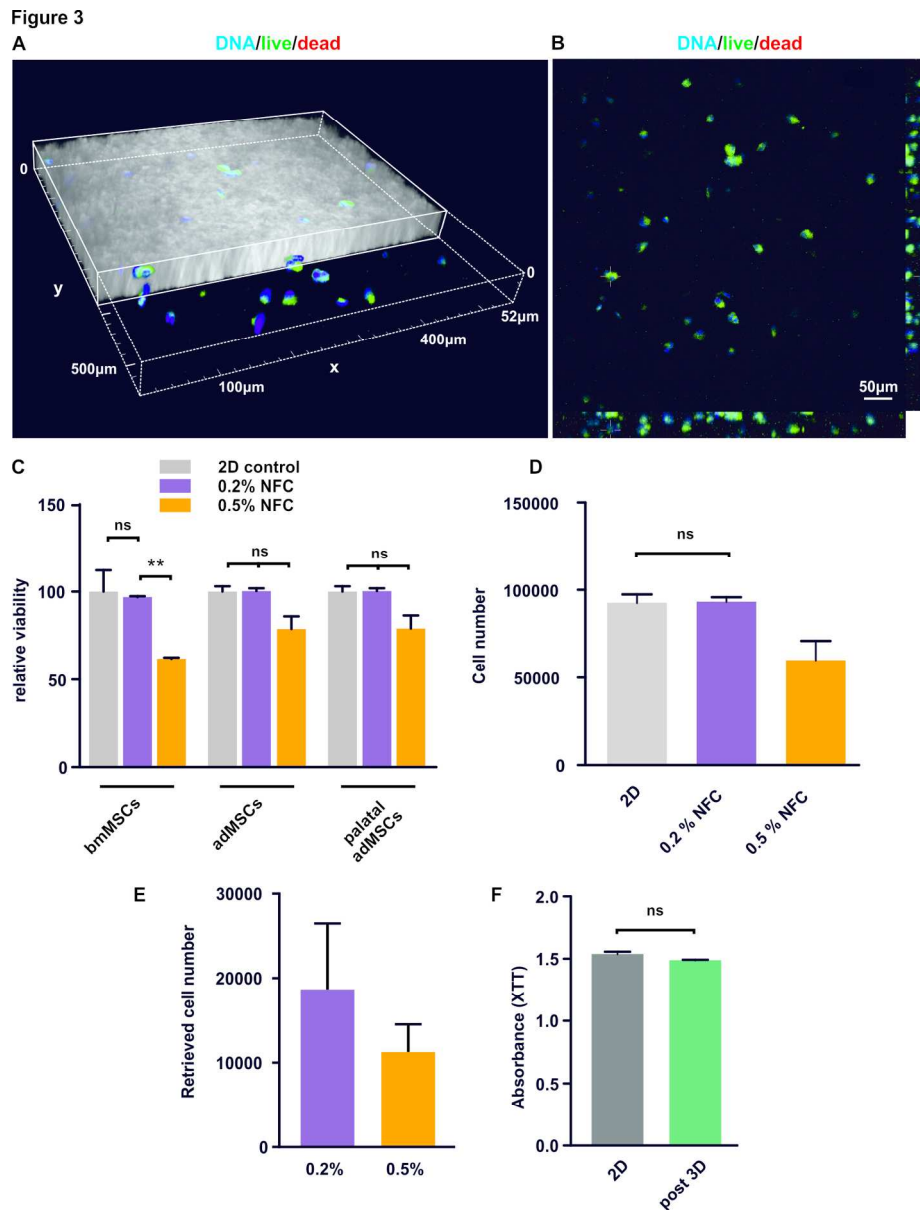 Figure 3
A
DNA/live/dead
0
y
500µm
100µm
x
400µm
52µm
0
B
DNA/live/dead
50µm
C
2D control
0.2% NFC
0.5% NFC
relative viability
150
100
50
0
ns
**
ns
ns
bmMSCs
adMSCs
palatal
adMSCs
D
Cell number
150000
100000
50000
0
ns
2D
0.2 % NFC
0.5 % NFC
E
Retrieved cell number
30000
20000
10000
0
0.2%
0.5%
F
Absorbance (XTT)
2.0
1.5
1.0
0.5
0.0
ns
2D
post 3D